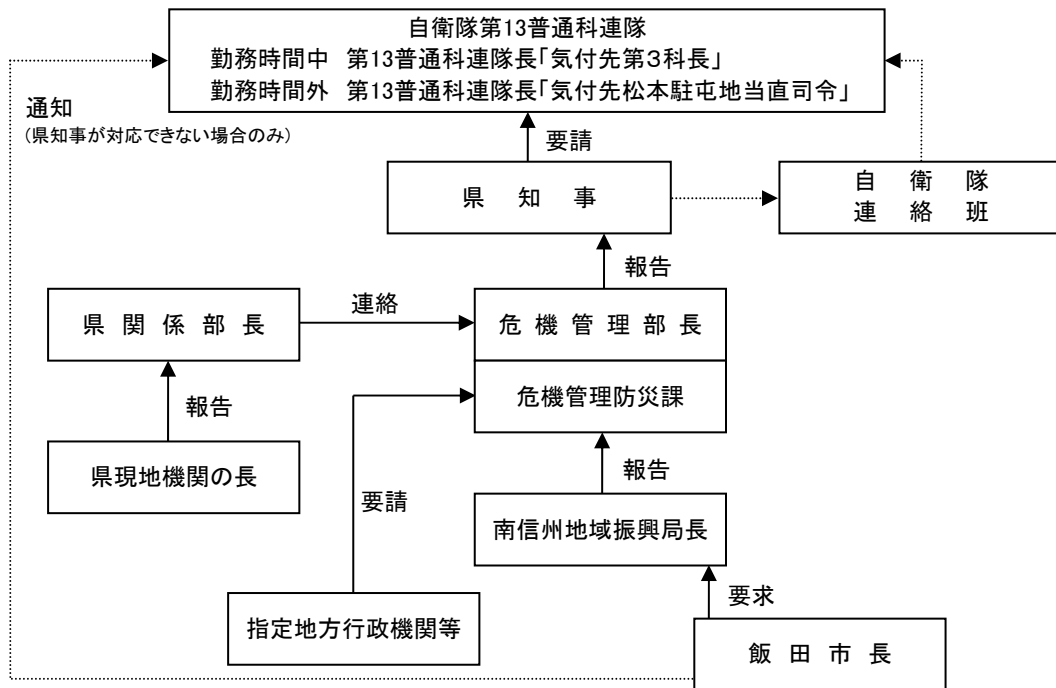 自衛隊第13普通科連隊
勤務時間中 第13普通科連隊長「気付先第3科長」
勤務時間外 第13普通科連隊長「気付先松本駐屯地当直司令」
通知
(県知事が対応できない場合のみ)
要請
県 知 事
自 衛 隊
連 絡 班
報告
県 関 係 部 長
連絡
危 機 管 理 部 長
危機管理防災課
報告
県現地機関の長
報告
要請
南信州地域振興局長
要求
指定地方行政機関等
飯 田 市 長